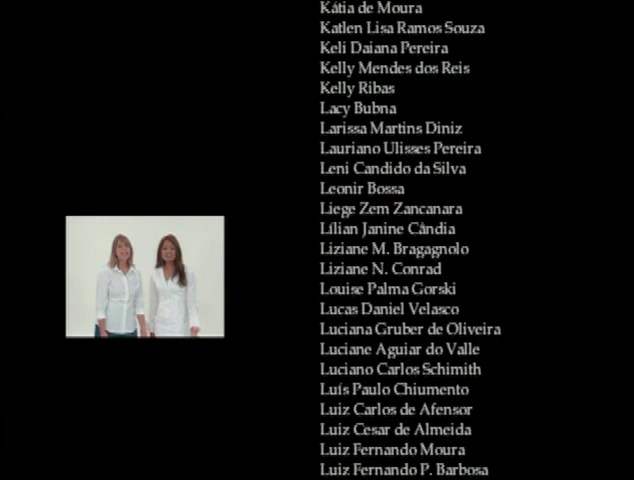 Kátia de Moura
Katlen Lisa Ramos Souza
Keli Daiana Pereira
Kelly Mendes dos Reis
Kelly Ribas
Lacy Bubna
Larissa Martins Diniz
Lauriano Ulisses Pereira
Leni Candido da Silva
Leonir Bossa
Liege Zem Zancanara
Lílian Janine Cândia
Liziane M. Bragagnolo
Liziane N. Conrad
Louise Palma Gorski
Lucas Daniel Velasco
Luciana Gruber de Oliveira
Luciane Aguiar do Valle
Luciano Carlos Schimith
Luís Paulo Chiumento
Luiz Carlos de Afensor
Luiz Cesar de Almeida
Luiz Fernando Moura
Luiz Fernando P. Barbosa